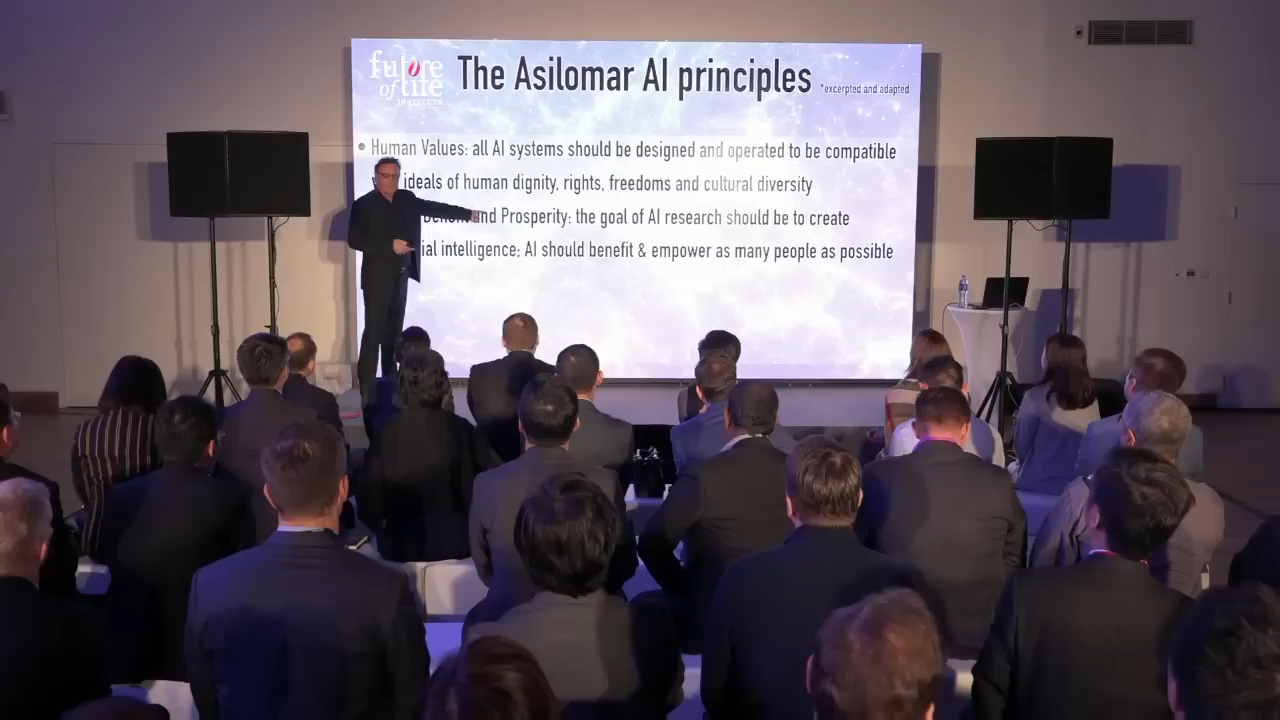 future
of life
INSTITUTE
The Asilomar AI principles *excerpted and adapted
• Human Values: all AI systems should be designed and operated to be compatible
ideals of human dignity, rights, freedoms and cultural diversity
and Prosperity: the goal of AI research should be to create
intelligence; AI should benefit & empower as many people as possible